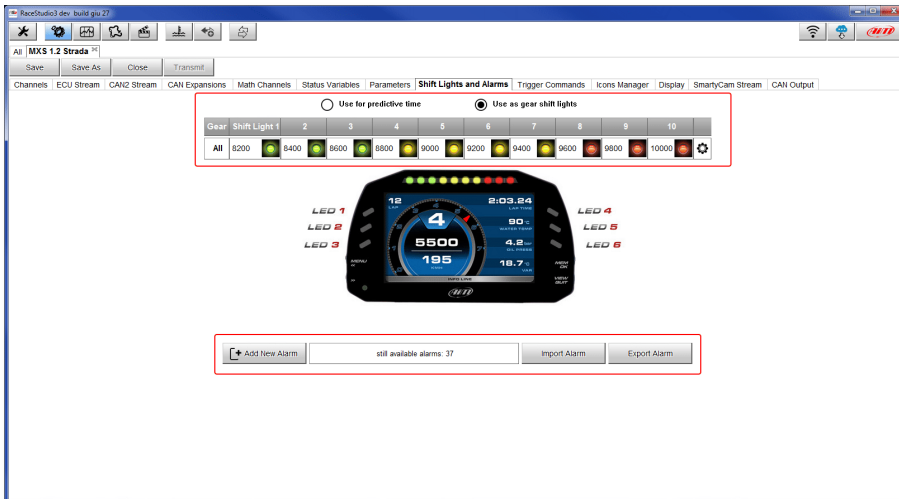 RaceStudio3 dev build giu 27
All MXS 1.2 Strada
Save Save As Close Transmit
Channels ECU Stream CAN2 Stream CAN Expansions Math Channels Status Variables Parameters Shift Lights and Alarms Trigger Commands Icons Manager Display SmartyCam Stream CAN Output
Use for predictive time Use as gear shift lights
Gear Shift Light 1 2 3 4 5 6 7 8 9 10
All 8200 8400 8600 8800 9000 9200 9400 9600 9800 10000
12 2:03.24
LAP LAP TIME
LED 1 LED 4
4 90
WATER TEMP
LED 2 LED 5
5500 4.2 bar
OIL PRESS
LED 3 LED 6
195 18.7
VAR
MENU MEM
OK
INFO LINE VIEW
QUIT
AiM
Add New Alarm still available alarms: 37 Import Alarm Export Alarm